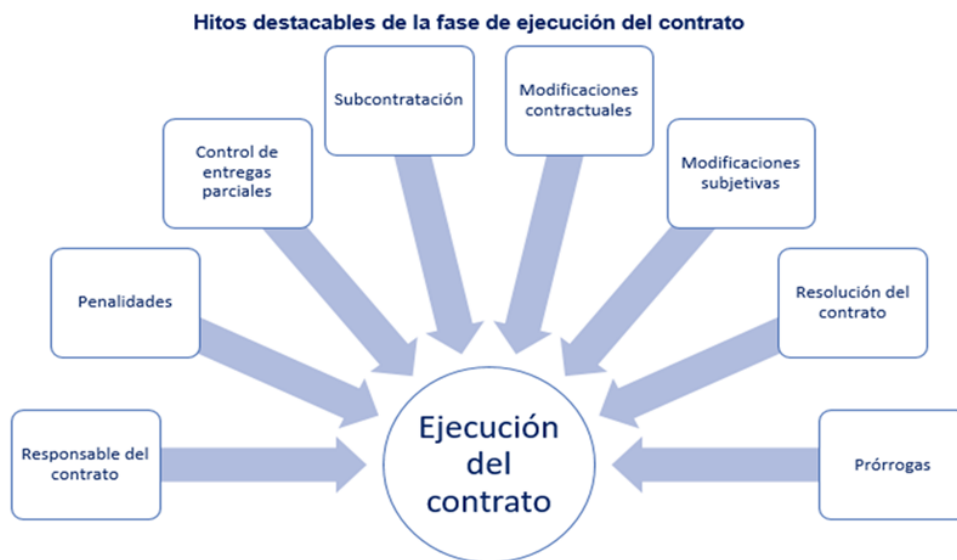 Hitos destacables de la fase de ejecución del contrato
Responsable del
contrato
Penalidades
Control de
entregas
parciales
Subcontratación
Modificaciones
contractuales
Modificaciones
subjetivas
Resolución del
contrato
Prórrogas
Ejecución
del
contrato